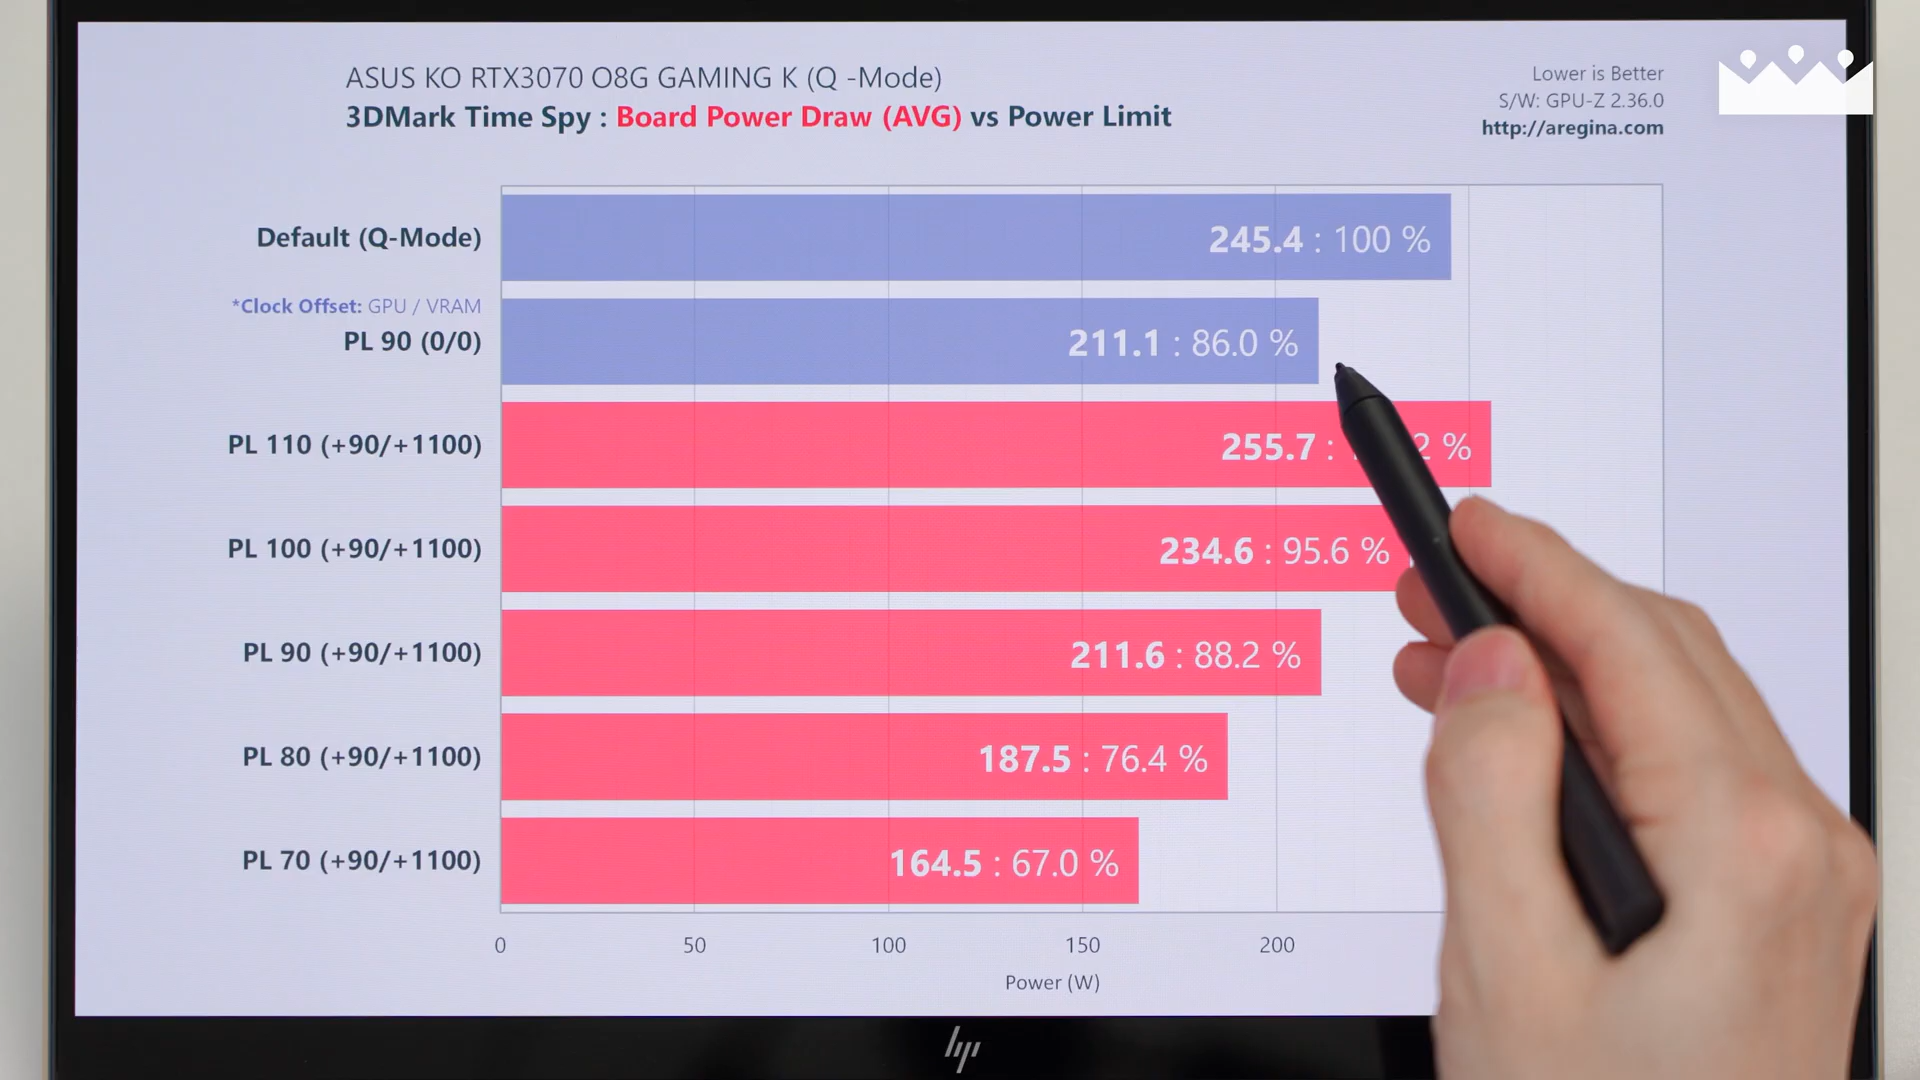 ASUS KO RTX3070 O8G GAMING K (Q -Mode)
3DMark Time Spy : Board Power Draw (AVG) vs Power Limit
Lower is Better
S/W: GPU-Z 2.36.0
http://aregina.com
Default (Q-Mode)
245.4 : 100 %
*Clock Offset: GPU / VRAM
PL 90 (0/0)
211.1 : 86.0 %
PL 110 (+90/+1100)
255.7 : 2 %
PL 100 (+90/+1100)
234.6 : 95.6 %
PL 90 (+90/+1100)
211.6 : 88.2 %
PL 80 (+90/+1100)
187.5 : 76.4 %
PL 70 (+90/+1100)
164.5 : 67.0 %
0 50 100 150 200
Power (W)
hp